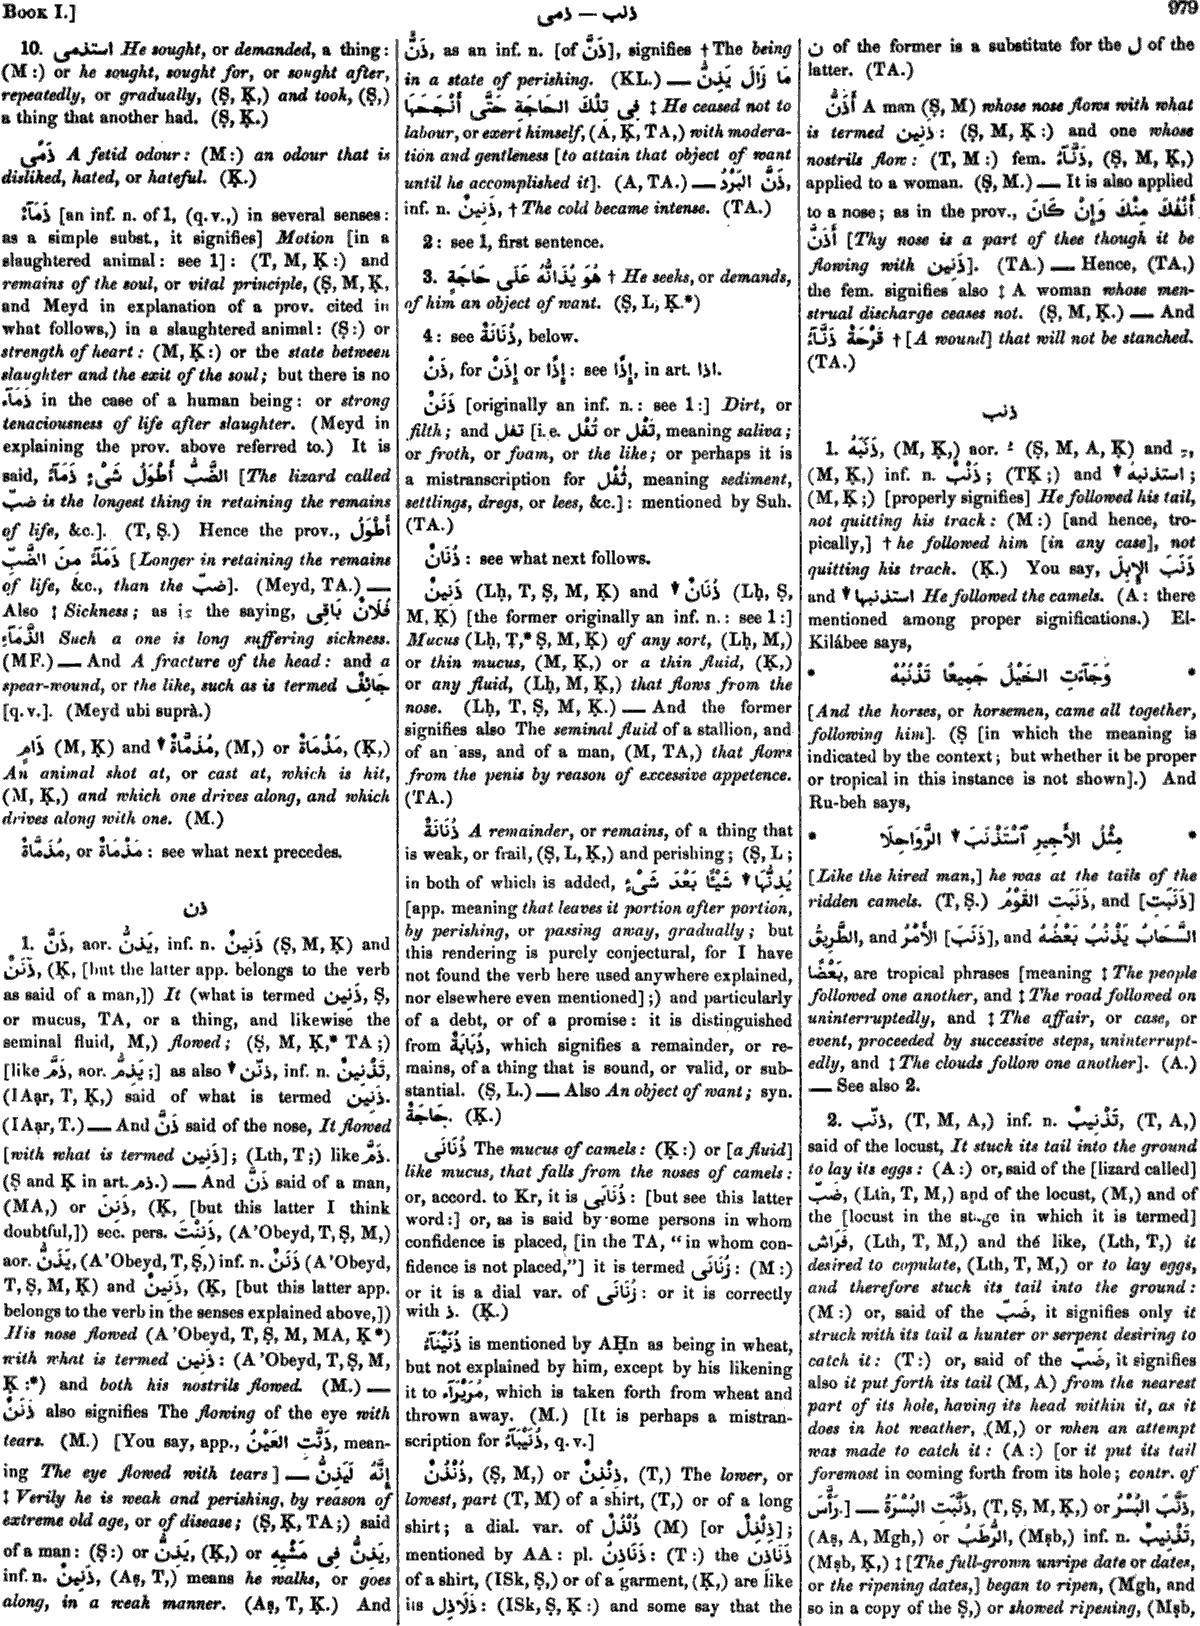 BOOK I.]
ذلب — ذمى
979
10. استذمى He sought, or demanded, a thing:
(M:) or he sought, sought for, or sought after,
repeatedly, or gradually, (Ṣ, Ḳ,) and took, (Ṣ,)
a thing that another had. (Ṣ, Ḳ.)
ذَمًى A fetid odour: (M:) an odour that is
disliked, hated, or hateful. (Ḳ.)
ذَمَآءٌ [an inf. n. of 1, (q. v.,) in several senses:
as a simple subst., it signifies] Motion [in a
slaughtered animal: see 1]: (T, M, Ḳ:) and
remains of the soul, or vital principle, (Ṣ, M, Ḳ,
and Meyd in explanation of a prov. cited in
what follows,) in a slaughtered animal: (Ṣ:) or
strength of heart: (M, Ḳ:) or the state between
slaughter and the exit of the soul; but there is no
ذَمَآء in the case of a human being: or strong
tenaciousness of life after slaughter. (Meyd in
explaining the prov. above referred to.) It is
said, الضَّبُّ أَطْوَلُ شَىْءٍ ذَمَآءً [The lizard called
ضبّ is the longest thing in retaining the remains
of life, &c.]. (T, Ṣ.) Hence the prov., أَطْوَلُ
ذَمَآءً مِنَ الضَّبِّ [Longer in retaining the remains
of life, &c., than the ضبّ]. (Meyd, TA.) —
Also ‡ Sickness; as is the saying, فُلَانٌ بَاقِى
الذَّمَآءِ Such a one is long suffering sickness.
(MF.) — And A fracture of the head: and a
spear-wound, or the like, such as is termed جَائِفٌ
[q. v.]. (Meyd ubi suprà.)
ذَامٍ (M, Ḳ) and ▼ مُذَمَّاةٌ, (M,) or مَذْمَاةٌ, (Ḳ,)
An animal shot at, or cast at, which is hit,
(M, Ḳ,) and which one drives along, and which
drives along with one. (M.)
مُذَمَّاةٌ, or مَذْمَاةٌ: see what next precedes.
ذن
1. ذَنَّ, aor. يَذِنُّ, inf. n. ذَنِينٌ (Ṣ, M, Ḳ) and
ذَنَنٌ, (Ḳ, [but the latter app. belongs to the verb
as said of a man,]) It (what is termed ذَنِين, Ṣ,
or mucus, TA, or a thing, and likewise the
seminal fluid, M,) flowed; (Ṣ, M, Ḳ,* TA;)
[like ذَمَّ, aor. يَذِمُّ;] as also ▼ ذنّن, inf. n. تَذْنِينٌ,
(IAạr, T, Ḳ,) said of what is termed ذَنِين.
(IAạr, T.) — And ذَنَّ said of the nose, It flowed
[with what is termed ذَنِين]; (Lth, T;) like ذَمَّ.
(Ṣ and Ḳ in art. ذم.) — And ذَنَّ said of a man,
(MA,) or ذَنِنَ, (Ḳ, [but this latter I think
doubtful,]) sec. pers. ذَنِنْتَ, (A'Obeyd, T, Ṣ, M,)
aor. يَذَنُّ, (A'Obeyd, T, Ṣ,) inf. n. ذَنَنٌ (A'Obeyd,
T, Ṣ, M, Ḳ) and ذَنِينٌ, (Ḳ, [but this latter app.
belongs to the verb in the senses explained above,])
His nose flowed (A'Obeyd, T, Ṣ, M, MA, Ḳ*)
with what is termed ذَنِين: (A'Obeyd, T, Ṣ, M,
Ḳ:*) and both his nostrils flowed. (M.) —
ذَنَنٌ also signifies The flowing of the eye with
tears. (M.) [You say, app., ذَنَّتِ العَيْنُ, mean-
ing The eye flowed with tears] — إِنَّهُ لَيَذِنُّ
‡ Verily he is weak and perishing, by reason of
extreme old age, or of disease; (Ṣ, Ḳ, TA;) said
of a man: (Ṣ:) or يَذِنُّ, (Ḳ,) or يَذِنُّ فِى مَشْيِهِ,
inf. n. ذَنِينٌ, (Aṣ, T,) means he walks, or goes
along, in a weak manner. (Aṣ, T, Ḳ.) And
ذَنٌّ, as an inf. n. [of ذَنَّ], signifies † The being
in a state of perishing. (KL.) — مَا زَالَ يَذِنُّ
فِى تِلْكَ الحَاجَةِ حَتَّى أَنْجَحَهَا ‡ He ceased not to
labour, or exert himself, (A, Ḳ, TA,) with modera-
tion and gentleness [to attain that object of want
until he accomplished it]. (A, TA.) — ذَنَّ البَرْدُ,
inf. n. ذَنِينٌ, † The cold became intense. (TA.)
2: see 1, first sentence.
3. هُوَ يُذَانُّهُ عَلَى حَاجَةٍ † He seeks, or demands,
of him an object of want. (Ṣ, L, Ḳ.*)
4: see ذُنَانَةٌ, below.
ذَنْ, for إِذَنْ or إِذًا: see إِذًا, in art. اذا.
ذَنَنٌ [originally an inf. n.: see 1:] Dirt, or
filth; and تفل [i. e. تُفْل or تَفْل, meaning saliva;
or froth, or foam, or the like; or perhaps it is
a mistranscription for ثُفْل, meaning sediment,
settlings, dregs, or lees, &c.]: mentioned by Suh.
(TA.)
ذُنَانٌ: see what next follows.
ذَنِينٌ (Lḥ, T, Ṣ, M, Ḳ) and ▼ ذُنَانٌ (Lḥ, Ṣ,
M, Ḳ) [the former originally an inf. n.: see 1:]
Mucus (Lḥ, T,* Ṣ, M, Ḳ) of any sort, (Lḥ, M,)
or thin mucus, (M, Ḳ,) or a thin fluid, (Ḳ,)
or any fluid, (Lḥ, M, Ḳ,) that flows from the
nose. (Lḥ, T, Ṣ, M, Ḳ.) — And the former
signifies also The seminal fluid of a stallion, and
of an ass, and of a man, (M, TA,) that flows
from the penis by reason of excessive appetence.
(TA.)
ذُنَانَةٌ A remainder, or remains, of a thing that
is weak, or frail, (Ṣ, L, Ḳ,) and perishing; (Ṣ, L;
in both of which is added, يُذِنُّهَا ▼ شَيْئًا بَعْدَ شَىْءٍ
[app. meaning that leaves it portion after portion,
by perishing, or passing away, gradually; but
this rendering is purely conjectural, for I have
not found the verb here used anywhere explained,
nor elsewhere even mentioned];) and particularly
of a debt, or of a promise: it is distinguished
from ذُبَابَةٌ, which signifies a remainder, or re-
mains, of a thing that is sound, or valid, or sub-
stantial. (Ṣ, L.) — Also An object of want; syn.
حَاجَةٌ. (Ḳ.)
ذُنَانَى The mucus of camels: (Ḳ:) or [a fluid]
like mucus, that falls from the noses of camels:
or, accord. to Kr, it is ذُنَابَى: [but see this latter
word:] or, as is said by some persons in whom
confidence is placed, [in the TA, "in whom con-
fidence is not placed,"] it is termed زُنَانَى: (M:)
or it is a dial. var. of زُنَانَى: or it is correctly
with ذ. (Ḳ.)
ذُنَيْنَآءُ is mentioned by AḤn as being in wheat,
but not explained by him, except by his likening
it to مُرَيْرَآء, which is taken forth from wheat and
thrown away. (M.) [It is perhaps a mistran-
scription for ذُنَيْبَآءُ, q. v.]
ذُنْذُنٌ, (Ṣ, M,) or ذِنْذِنٌ, (T,) The lower, or
lowest, part (T, M) of a shirt, (T,) or of a long
shirt; a dial. var. of ذُلْذُلٌ (M) [or ذِلْذِلٌ];
mentioned by AA: pl. ذَنَاذِنُ: (T:) the ذَنَاذِن
of a shirt, (ISk, Ṣ,) or of a garment, (Ḳ,) are like
its ذَلَاذِل: (ISk, Ṣ, Ḳ:) and some say that the
ن of the former is a substitute for the ل of the
latter. (TA.)
أَذَنُّ A man (Ṣ, M) whose nose flows with what
is termed ذَنِين: (Ṣ, M, Ḳ:) and one whose
nostrils flow: (T, M:) fem. ذَنَّآءُ, (Ṣ, M, Ḳ,)
applied to a woman. (Ṣ, M.) — It is also applied
to a nose; as in the prov., أَنْفُكَ مِنْكَ وَإِنْ كَانَ
أَذَنَّ [Thy nose is a part of thee though it be
flowing with ذَنِين]. (TA.) — Hence, (TA,)
the fem. signifies also ‡ A woman whose men-
strual discharge ceases not. (Ṣ, M, Ḳ.) — And
قَرْحَةٌ ذَنَّآءُ † [A wound] that will not be stanched.
(TA.)
ذنب
1. ذَنَبَهُ, (M, Ḳ,) aor. ـُ (Ṣ, M, A, Ḳ) and ـِ,
(M, Ḳ,) inf. n. ذَنْبٌ; (TḲ;) and ▼ استذنبهُ;
(M, Ḳ;) [properly signifies] He followed his tail,
not quitting his track: (M:) [and hence, tro-
pically,] † he followed him [in any case], not
quitting his track. (Ḳ.) You say, ذَنَبَ الإِبِلَ
and ▼ استذنبها He followed the camels. (A: there
mentioned among proper significations.) El-
Kilábee says,
* وَجَآءَتِ الخَيْلُ جَمِيعًا تَذْنُبُهْ *
[And the horses, or horsemen, came all together,
following him]. (Ṣ [in which the meaning is
indicated by the context; but whether it be proper
or tropical in this instance is not shown].) And
Ru-beh says,
* مِثْلُ الأَجِيرِ ٱسْتَذْنَبَ ▼ الرَّوَاحِلَا *
[Like the hired man,] he was at the tails of the
ridden camels. (T, Ṣ.) ذَنَبَتِ القَوْمُ, and [ذَنَبَتِ]
الطَّرِيقُ, and [ذَنَبَ] الأَمْرُ, and السَّحَابُ يَذْنُبُ بَعْضُهُ
بَعْضًا, are tropical phrases [meaning ‡ The people
followed one another, and ‡ The road followed on
uninterruptedly, and ‡ The affair, or case, or
event, proceeded by successive steps, uninterrupt-
edly, and ‡ The clouds follow one another]. (A.)
— See also 2.
2. ذنّب, (T, M, A,) inf. n. تَذْنِيبٌ, (T, A,)
said of the locust, It stuck its tail into the ground
to lay its eggs: (A:) or, said of the [lizard called]
ضَبّ, (Lth, T, M,) and of the locust, (M,) and of
the [locust in the stage in which it is termed]
فَرَاش, (Lth, T, M,) and the like, (Lth, T,) it
desired to copulate, (Lth, T, M,) or to lay eggs,
and therefore stuck its tail into the ground:
(M:) or, said of the ضَبّ, it signifies only it
struck with its tail a hunter or serpent desiring to
catch it: (T:) or, said of the ضَبّ, it signifies
also it put forth its tail (M, A) from the nearest
part of its hole, having its head within it, as it
does in hot weather, (M,) or when an attempt
was made to catch it: (A:) [or it put its tail
foremost in coming forth from its hole; contr. of
رَأَّسَ.] — ذَنَّبَتِ البُسْرَةُ, (T, Ṣ, M, Ḳ,) or ذَنَّبَ البُسْرُ,
(Aṣ, A, Mgh,) or الرُّطَبُ, (Mṣb,) inf. n. تَذْنِيبٌ,
(Mṣb, Ḳ,) ‡ [The full-grown unripe date or dates,
or the ripening dates,] began to ripen, (Mgh, and
so in a copy of the Ṣ,) or showed ripening, (Mṣb,